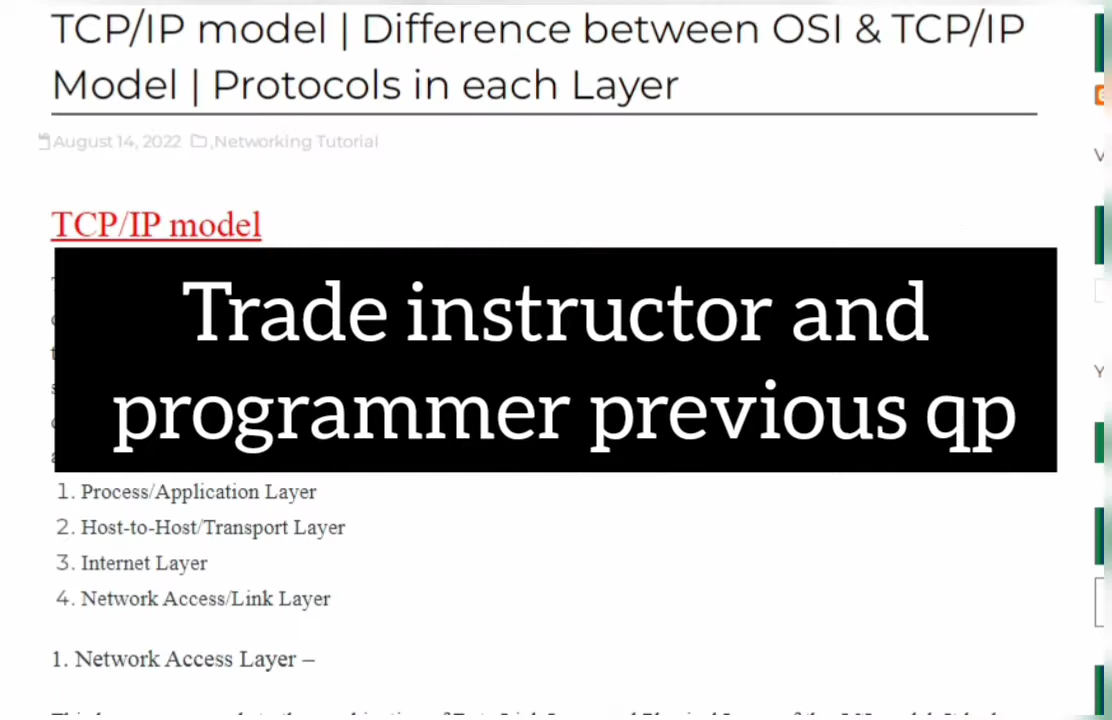 TCP/IP model | Difference between OSI & TCP/IP
Model | Protocols in each Layer
August 14, 2022 ,Networking Tutorial
TCP/IP model
Trade instructor and
programmer previous qp
1. Process/Application Layer
2. Host-to-Host/Transport Layer
3. Internet Layer
4. Network Access/Link Layer
1. Network Access Layer –